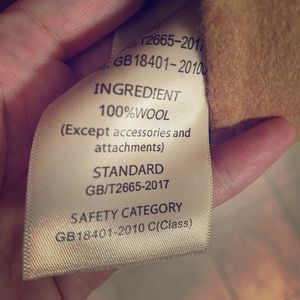 /T2665-2017
: GB18401-2010
INGREDIENT
100%WOOL
(Except accessories and
attachments)
STANDARD
GB/T2665-2017
SAFETY CATEGORY
GB18401-2010 C(Class)